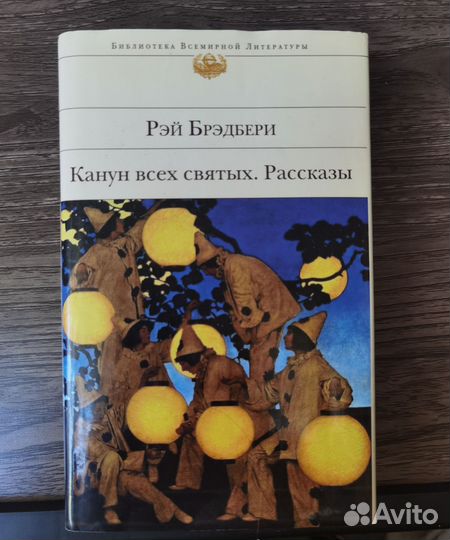 Библиотека Всемирной Литературы
Рэй Брэдбери
Канун всех святых. Рассказы
Avito